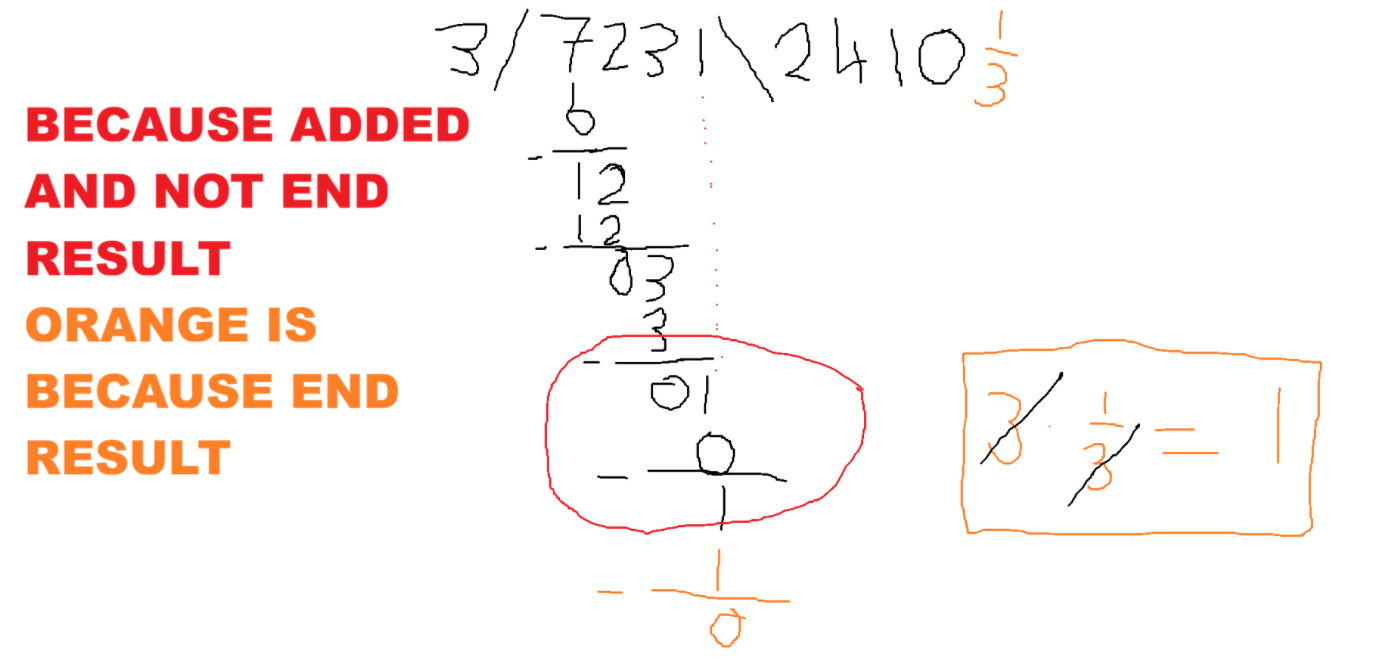 3/7231\2410 1/3
6
-
12
12
-
03
3
-
01
0
-
1
1
-
0
BECAUSE ADDED
AND NOT END
RESULT
ORANGE IS
BECAUSE END
RESULT
3 · 1/3 = 1